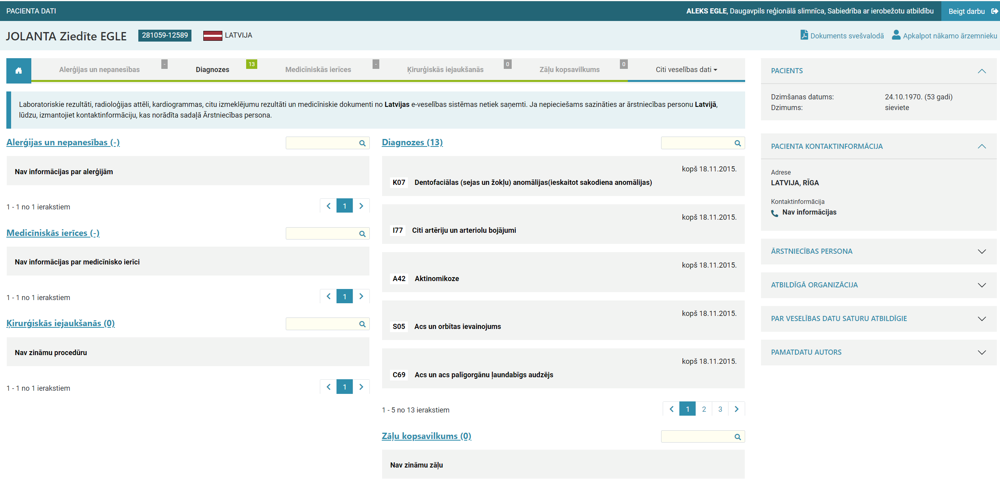 PACIENTA DATI
ALEKS EGLE, Daugavpils reģionālā slimnīca, Sabiedrība ar ierobežotu atbildību
Beigt darbu
JOLANTA Ziedīte EGLE
281059-12589
LATVIJA
Dokuments svešvalodā
Apkalpot nākamo ārzemnieku
Alerģijas un nepanesības
-
Diagnozes
13
Medicīniskās ierīces
-
Ķirurģiskās iejaukšanās
0
Zāļu kopsavilkums
0
Citi veselības dati
Laboratoriskie rezultāti, radioloģijas attēli, kardiogrammas, citu izmeklējumu rezultāti un medicīniskie dokumenti no Latvijas e-veselības sistēmas netiek saņemti. Ja nepieciešams sazināties ar ārstniecības personu Latvijā,
lūdzu, izmantojiet kontaktinformāciju, kas norādīta sadaļā Ārstniecības persona.
Alerģijas un nepanesības (-)
Nav informācijas par alerģijām
1 - 1 no 1 ierakstiem
1
Medicīniskās ierīces (-)
Nav informācijas par medicīnisko ierīci
1 - 1 no 1 ierakstiem
1
Ķirurģiskās iejaukšanās (0)
Nav zināmu procedūru
1 - 1 no 1 ierakstiem
1
Diagnozes (13)
kopš 18.11.2015.
K07 Dentofaciālas (sejas un žokļu) anomālijas(ieskaitot sakodiena anomālijas)
kopš 18.11.2015.
I77 Citi artēriju un arteriolu bojājumi
kopš 18.11.2015.
A42 Aktinomikoze
kopš 18.11.2015.
S05 Acs un orbītas ievainojums
kopš 18.11.2015.
C69 Acs un acs palīgorgānu ļaundabīgs audzējs
1 - 5 no 13 ierakstiem
1 2 3
Zāļu kopsavilkums (0)
Nav zināmu zāļu
PACIENTS
Dzimšanas datums: 24.10.1970. (53 gadi)
Dzimums: sieviete
PACIENTA KONTAKTINFORMĀCIJA
Adrese
LATVIJA, RĪGA
Kontaktinformācija
Nav informācijas
ĀRSTNIECĪBAS PERSONA
ATBILDĪGĀ ORGANIZĀCIJA
PAR VESELĪBAS DATU SATURU ATBILDĪGIE
PAMATDATU AUTORS